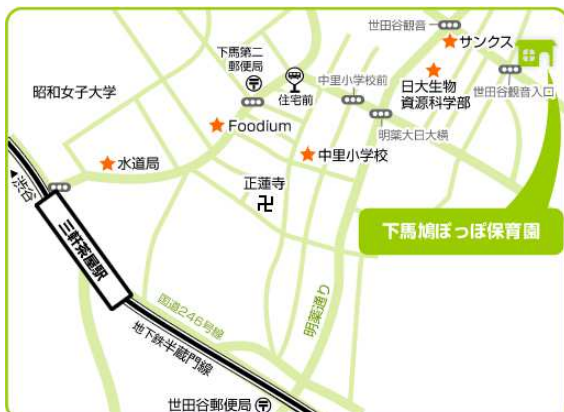 世田谷観音
サンクス
下馬第二
郵便局
住宅前
中里小学校前
日大生物
資源科学部
世田谷観音入口
昭和女子大学
Foodium
明薬大日大横
水道局
中里小学校
正蓮寺
▲渋谷
下馬鳩ぽっぽ保育園
三軒茶屋駅
国道246号線
明薬通り
地下鉄半蔵門線
世田谷郵便局